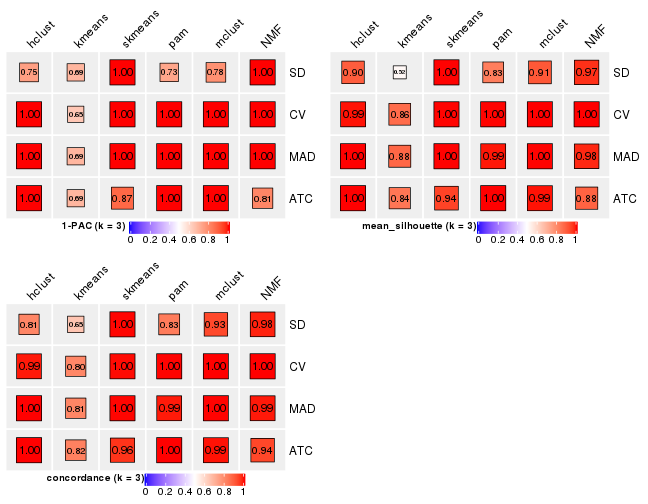 hclust kmeans skmeans pam mclust NMF
0.75 0.69 1.00 0.73 0.78 1.00 SD
1.00 0.65 1.00 1.00 1.00 1.00 CV
1.00 0.69 1.00 1.00 1.00 1.00 MAD
1.00 0.69 0.87 1.00 1.00 0.81 ATC
1-PAC (k = 3)
0 0.2 0.4 0.6 0.8 1
hclust kmeans skmeans pam mclust NMF
0.90 0.52 1.00 0.83 0.91 0.97 SD
0.99 0.86 1.00 1.00 1.00 1.00 CV
1.00 0.88 1.00 0.99 1.00 0.98 MAD
1.00 0.84 0.94 1.00 0.99 0.88 ATC
mean_silhouette (k = 3)
0 0.2 0.4 0.6 0.8 1
hclust kmeans skmeans pam mclust NMF
0.81 0.65 1.00 0.83 0.93 0.98 SD
0.99 0.80 1.00 1.00 1.00 1.00 CV
1.00 0.81 1.00 0.99 1.00 0.99 MAD
1.00 0.82 0.96 1.00 0.99 0.94 ATC
concordance (k = 3)
0 0.2 0.4 0.6 0.8 1